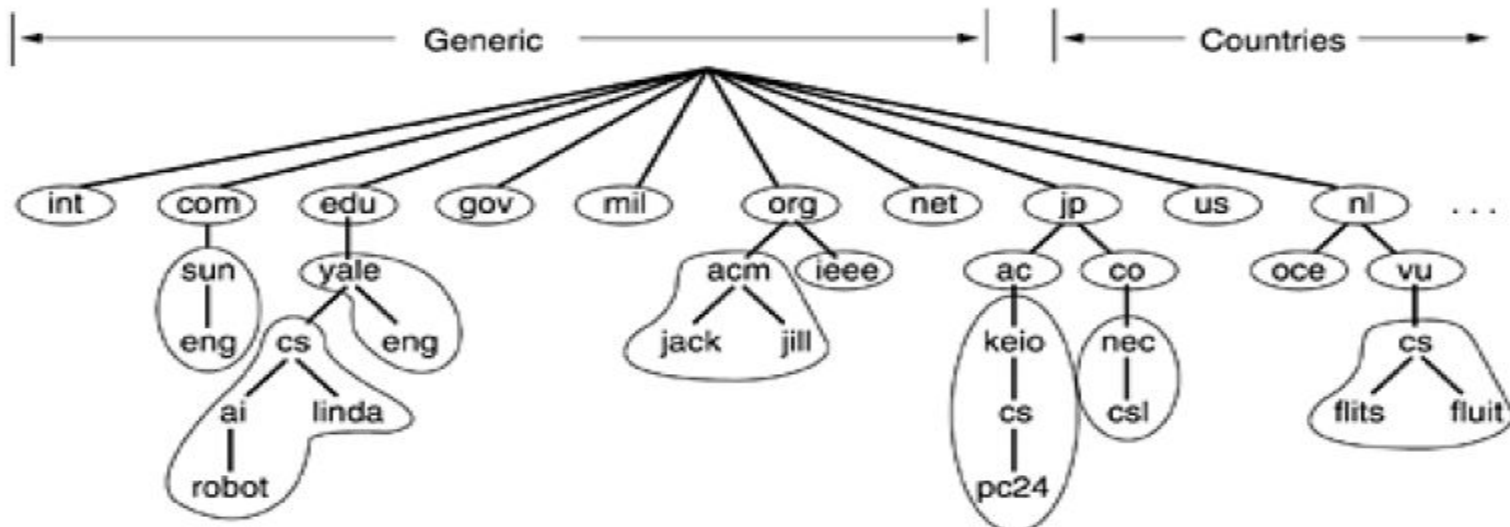 Generic Countries
int com edu gov mil org net jp us nl ...
sun yale acm ieee ac co oce vu
eng cs eng jack jill keio nec cs
ai linda cs csl flits fluit
robot pc24